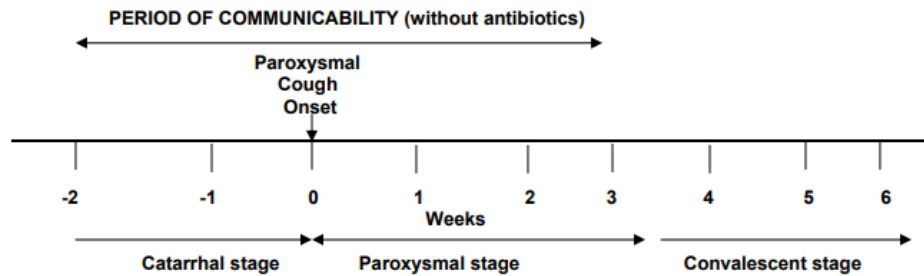 PERIOD OF COMMUNICABILITY (without antibiotics)
Paroxysmal
Cough
Onset
-2 -1 0 1 2 3 4 5 6
Weeks
Catarrhal stage Paroxysmal stage Convalescent stage